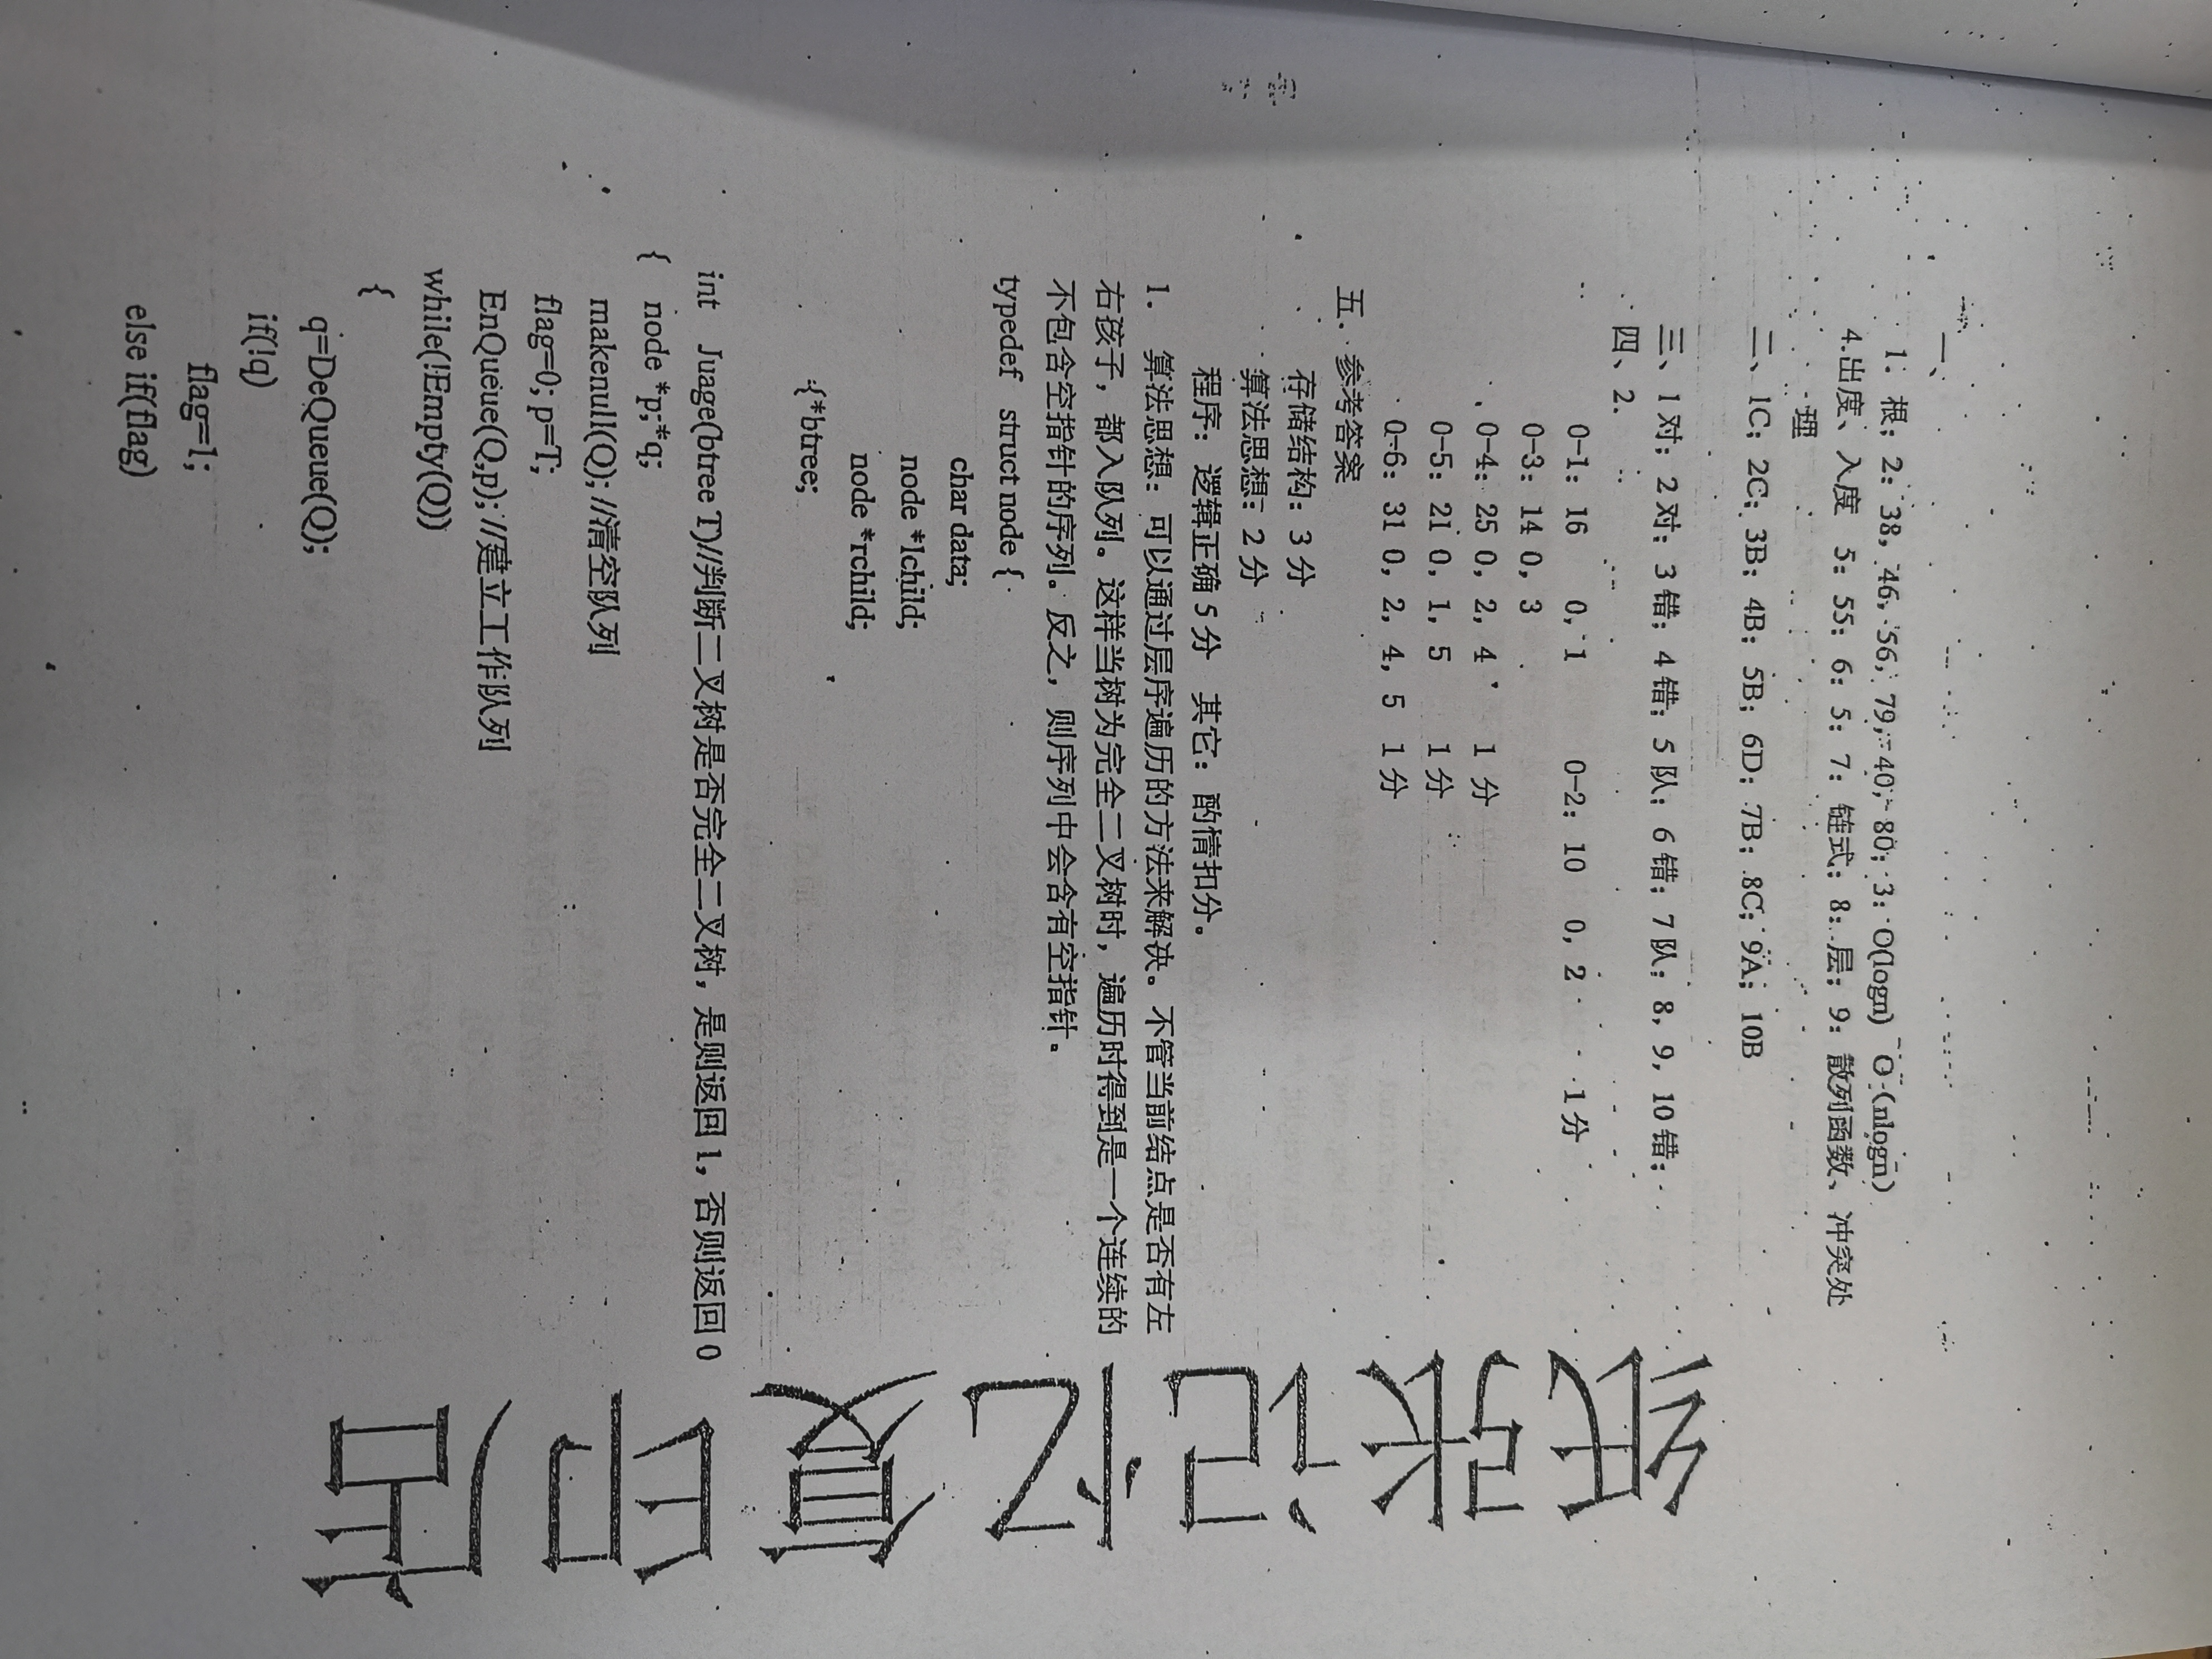 一、
1：根；2：38，46，56，79，40，80；3：O(logn) O（nlogn）
4.出度、入度 5：55；6：5；7：链式；8：层；9：散列函数、冲突处
理
二、1C；2C；3B；4B；5B；6D；7B；8C；9A；10B
三、1对；2对；3错；4错；5队；6错；7队；8，9，10错；
四、2.
0-1：16 0，1 0-2：10 0，2 1分
0-3：14 0，3
0-4：25 0，2，4 1分
0-5：21 0，1，5 1分
0-6：31 0，2，4，5 1分
五．参考答案
存储结构：3分
算法思想：2分
程序：逻辑正确5分 其它：酌情扣分。
1. 算法思想：可以通过层序遍历的方法来解决。不管当前结点是否有左
右孩子，都入队列。这样当树为完全二叉树时，遍历时得到是一个连续的
不包含空指针的序列。反之，则序列中会含有空指针。
typedef struct node {
char data;
node *lchild;
node *rchild;
}*btree;
int Juage(btree T)//判断二叉树是否完全二叉树，是则返回1，否则返回0
{ node *p,*q;
makenull(Q); //清空队列
flag=0; p=T;
EnQueue(Q,p); //建立工作队列
while(!Empty(Q))
{
q=DeQueue(Q);
if(!q)
flag=1;
else if(flag)